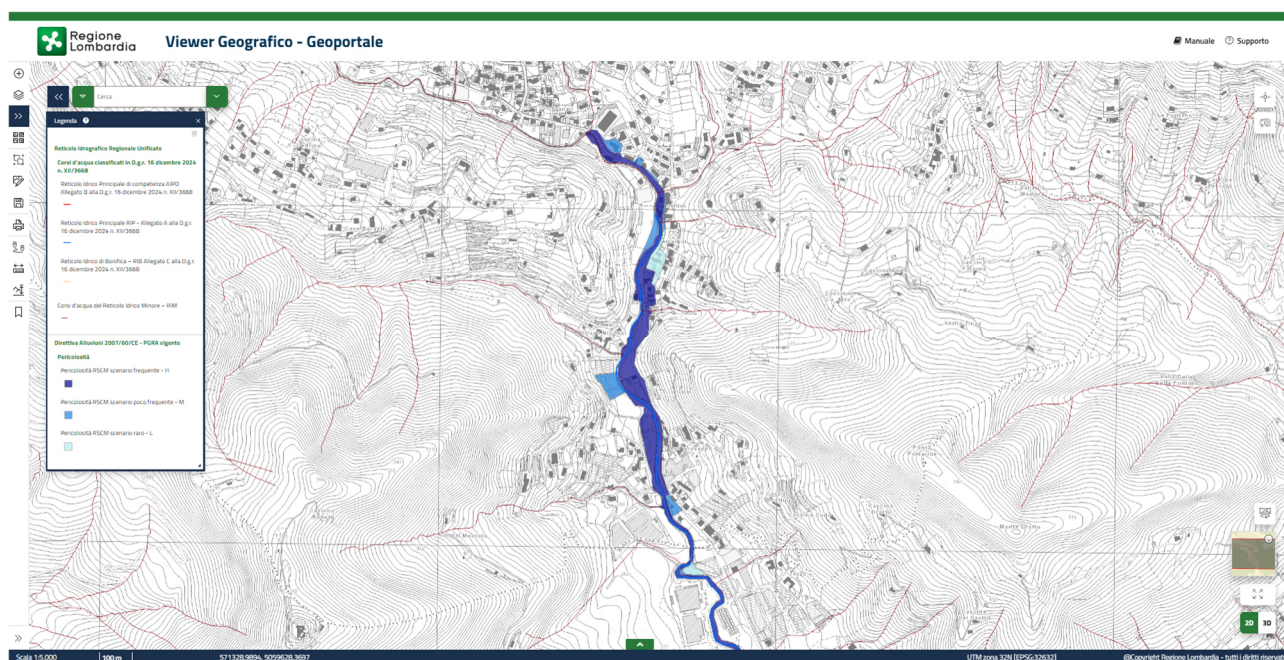 Regione
Lombardia
Viewer Geografico - Geoportale
Manuale
Supporto
Cerca
Legenda
Reticolo Idrografico Regionale Unificato
Corsi d'acqua classificati in D.g.r. 16 dicembre 2024
n. XII/3668
Reticolo Idrico Principale di competenza AIPO
Allegato B alla D.g.r. 16 dicembre 2024 n. XII/3668
Reticolo Idrico Principale RIP - Allegato A alla D.g.r.
16 dicembre 2024 n. XII/3668
Reticolo Idrico di Bonifica – RIB Allegato C alla D.g.r.
16 dicembre 2024 n. XII/3668
Corsi d'acqua del Reticolo Idrico Minore – RIM
Direttiva Alluvioni 2007/60/CE - PGRA vigente
Pericolosità
Pericolosità RSCM scenario frequente - H
Pericolosità RSCM scenario poco frequente - M
Pericolosità RSCM scenario raro - L
Monte Orfano
2D
3D
Scala 1:5.000
100 m
571328.9894, 5059628.3697
UTM zona 32N [EPSG:32632]
@Copyright Regione Lombardia - tutti i diritti riservati